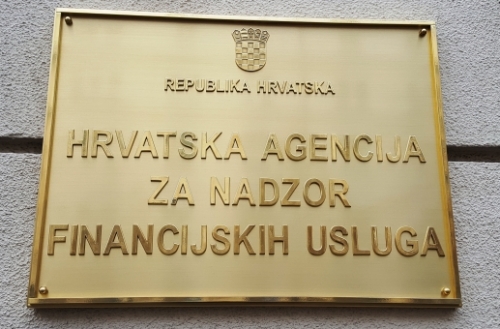 REPUBLIKA HRVATSKA
HRVATSKA AGENCIJA
ZA NADZOR
FINANCIJSKIH USLUGA